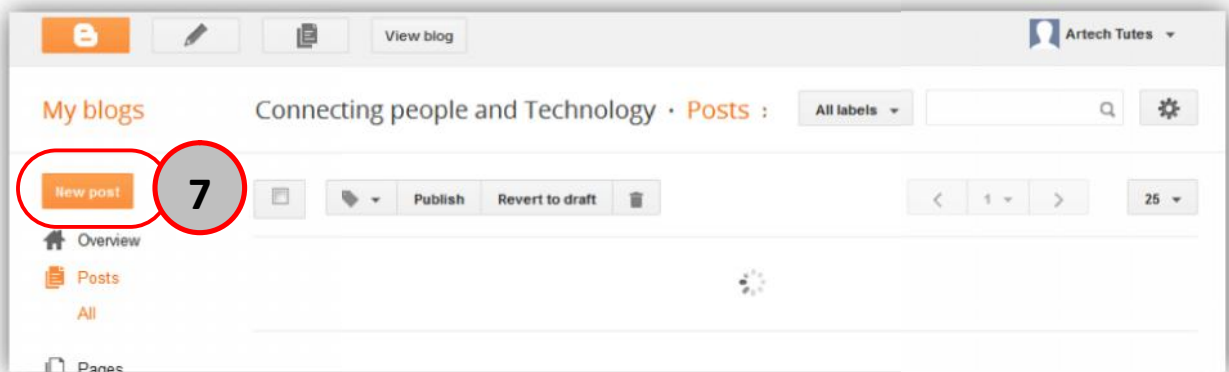 View blog
Artech Tutes
My blogs
Connecting people and Technology · Posts :
All labels
New post
7
Publish
Revert to draft
1
25
Overview
Posts
All
Pages